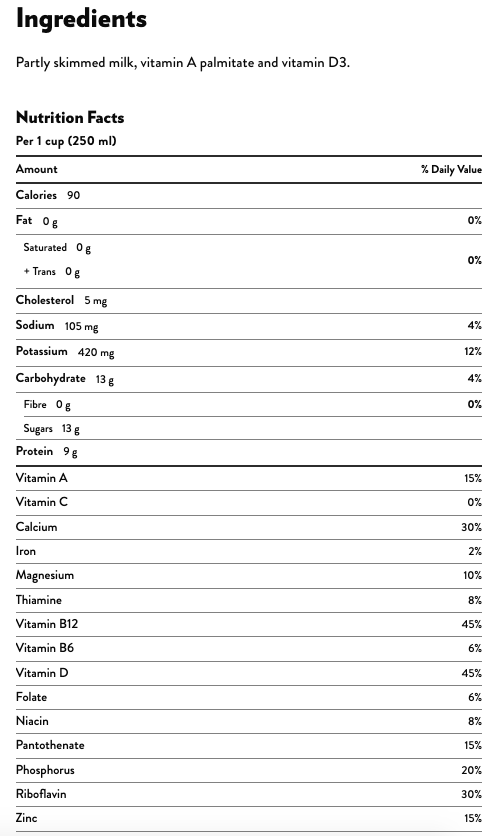 Ingredients
Partly skimmed milk, vitamin A palmitate and vitamin D3.
Nutrition Facts
Per 1 cup (250 ml)
Amount % Daily Value
Calories 90
Fat 0 g 0%
Saturated 0 g
0%
+ Trans 0 g
Cholesterol 5 mg
Sodium 105 mg 4%
Potassium 420 mg 12%
Carbohydrate 13 g 4%
Fibre 0 g 0%
Sugars 13 g
Protein 9 g
Vitamin A 15%
Vitamin C 0%
Calcium 30%
Iron 2%
Magnesium 10%
Thiamine 8%
Vitamin B12 45%
Vitamin B6 6%
Vitamin D 45%
Folate 6%
Niacin 8%
Pantothenate 15%
Phosphorus 20%
Riboflavin 30%
Zinc 15%